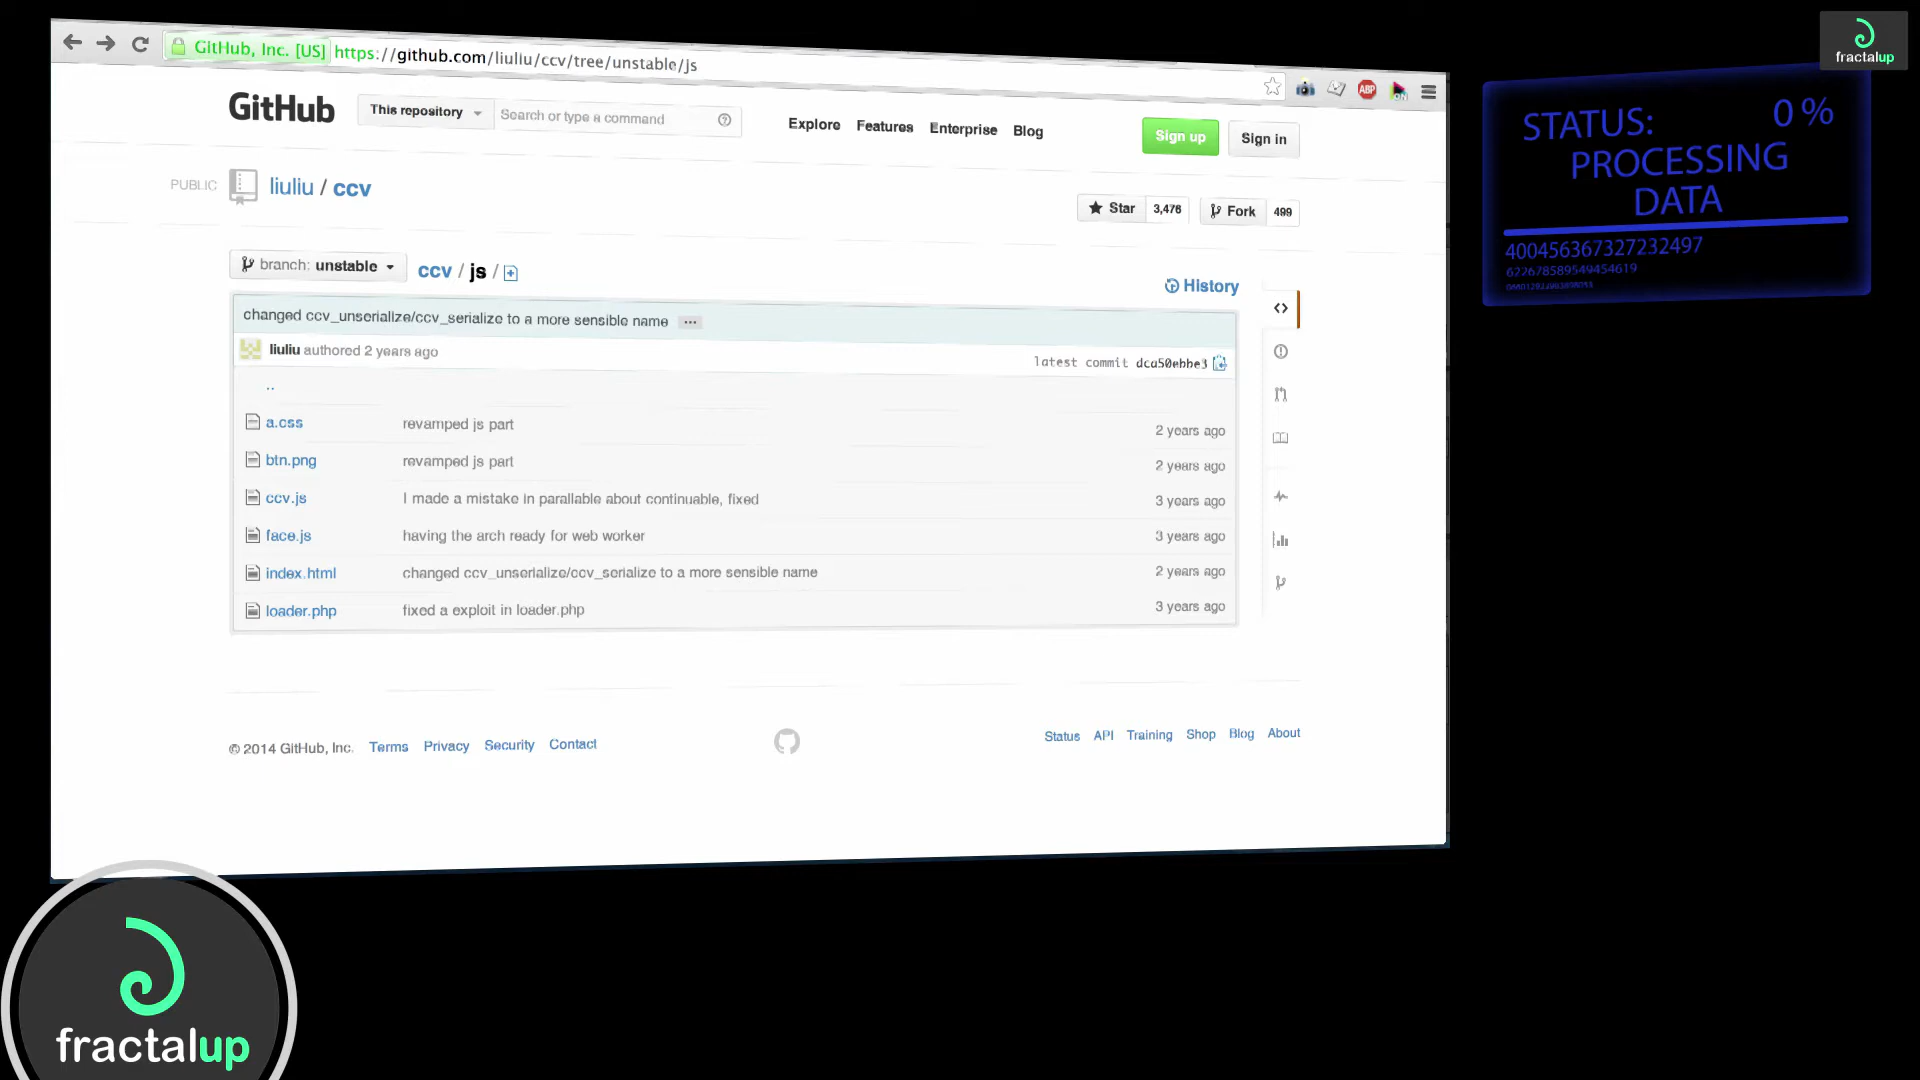 GitHub, Inc. [US] https://github.com/liuliu/ccv/tree/unstable/js
fractalup
GitHub This repository Search or type a command Explore Features Enterprise Blog Sign up Sign in
ABP
STATUS: 0 %
PROCESSING
DATA
400456367327232497
622678589549454619
PUBLIC liuliu / ccv
Star 3,476 Fork 499
branch: unstable ccv / js /
History
changed ccv_unserialize/ccv_serialize to a more sensible name ...
liuliu authored 2 years ago latest commit dca50ebbe3
..
a.css revamped js part 2 years ago
btn.png revamped js part 2 years ago
ccv.js I made a mistake in parallable about continuable, fixed 3 years ago
face.js having the arch ready for web worker 3 years ago
index.html changed ccv_unserialize/ccv_serialize to a more sensible name 2 years ago
loader.php fixed a exploit in loader.php 3 years ago
© 2014 GitHub, Inc. Terms Privacy Security Contact Status API Training Shop Blog About
fractalup